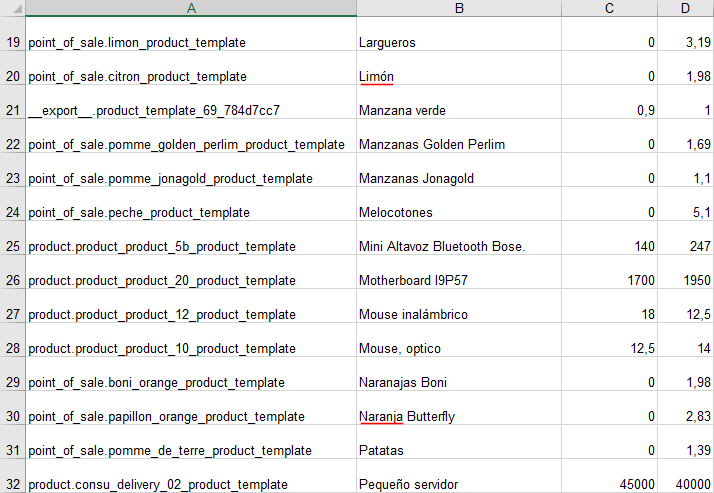 A B C D
19 point_of_sale.limon_product_template Largueros 0 3,19
20 point_of_sale.citron_product_template Limón 0 1,98
21 __export__.product_template_69_784d7cc7 Manzana verde 0,9 1
22 point_of_sale.pomme_golden_perlim_product_template Manzanas Golden Perlim 0 1,69
23 point_of_sale.pomme_jonagold_product_template Manzanas Jonagold 0 1,1
24 point_of_sale.peche_product_template Melocotones 0 5,1
25 product.product_product_5b_product_template Mini Altavoz Bluetooth Bose. 140 247
26 product.product_product_20_product_template Motherboard I9P57 1700 1950
27 product.product_product_12_product_template Mouse inalámbrico 18 12,5
28 product.product_product_10_product_template Mouse, optico 12,5 14
29 point_of_sale.boni_orange_product_template Naranajas Boni 0 1,98
30 point_of_sale.papillon_orange_product_template Naranja Butterfly 0 2,83
31 point_of_sale.pomme_de_terre_product_template Patatas 0 1,39
32 product.consu_delivery_02_product_template Pequeño servidor 45000 40000